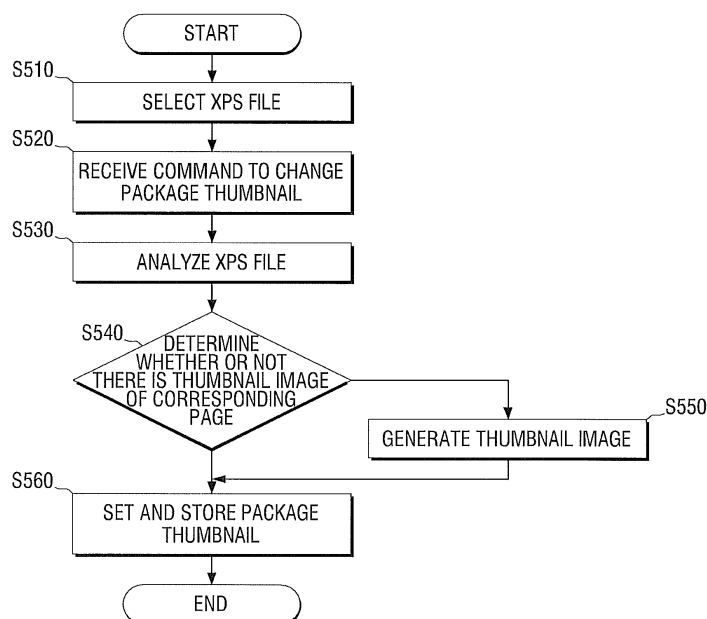 START
S510
SELECT XPS FILE
S520
RECEIVE COMMAND TO CHANGE
PACKAGE THUMBNAIL
S530
ANALYZE XPS FILE
S540
DETERMINE
WHETHER OR NOT
THERE IS THUMBNAIL IMAGE
OF CORRESPONDING
PAGE
S550
GENERATE THUMBNAIL IMAGE
S560
SET AND STORE PACKAGE
THUMBNAIL
END